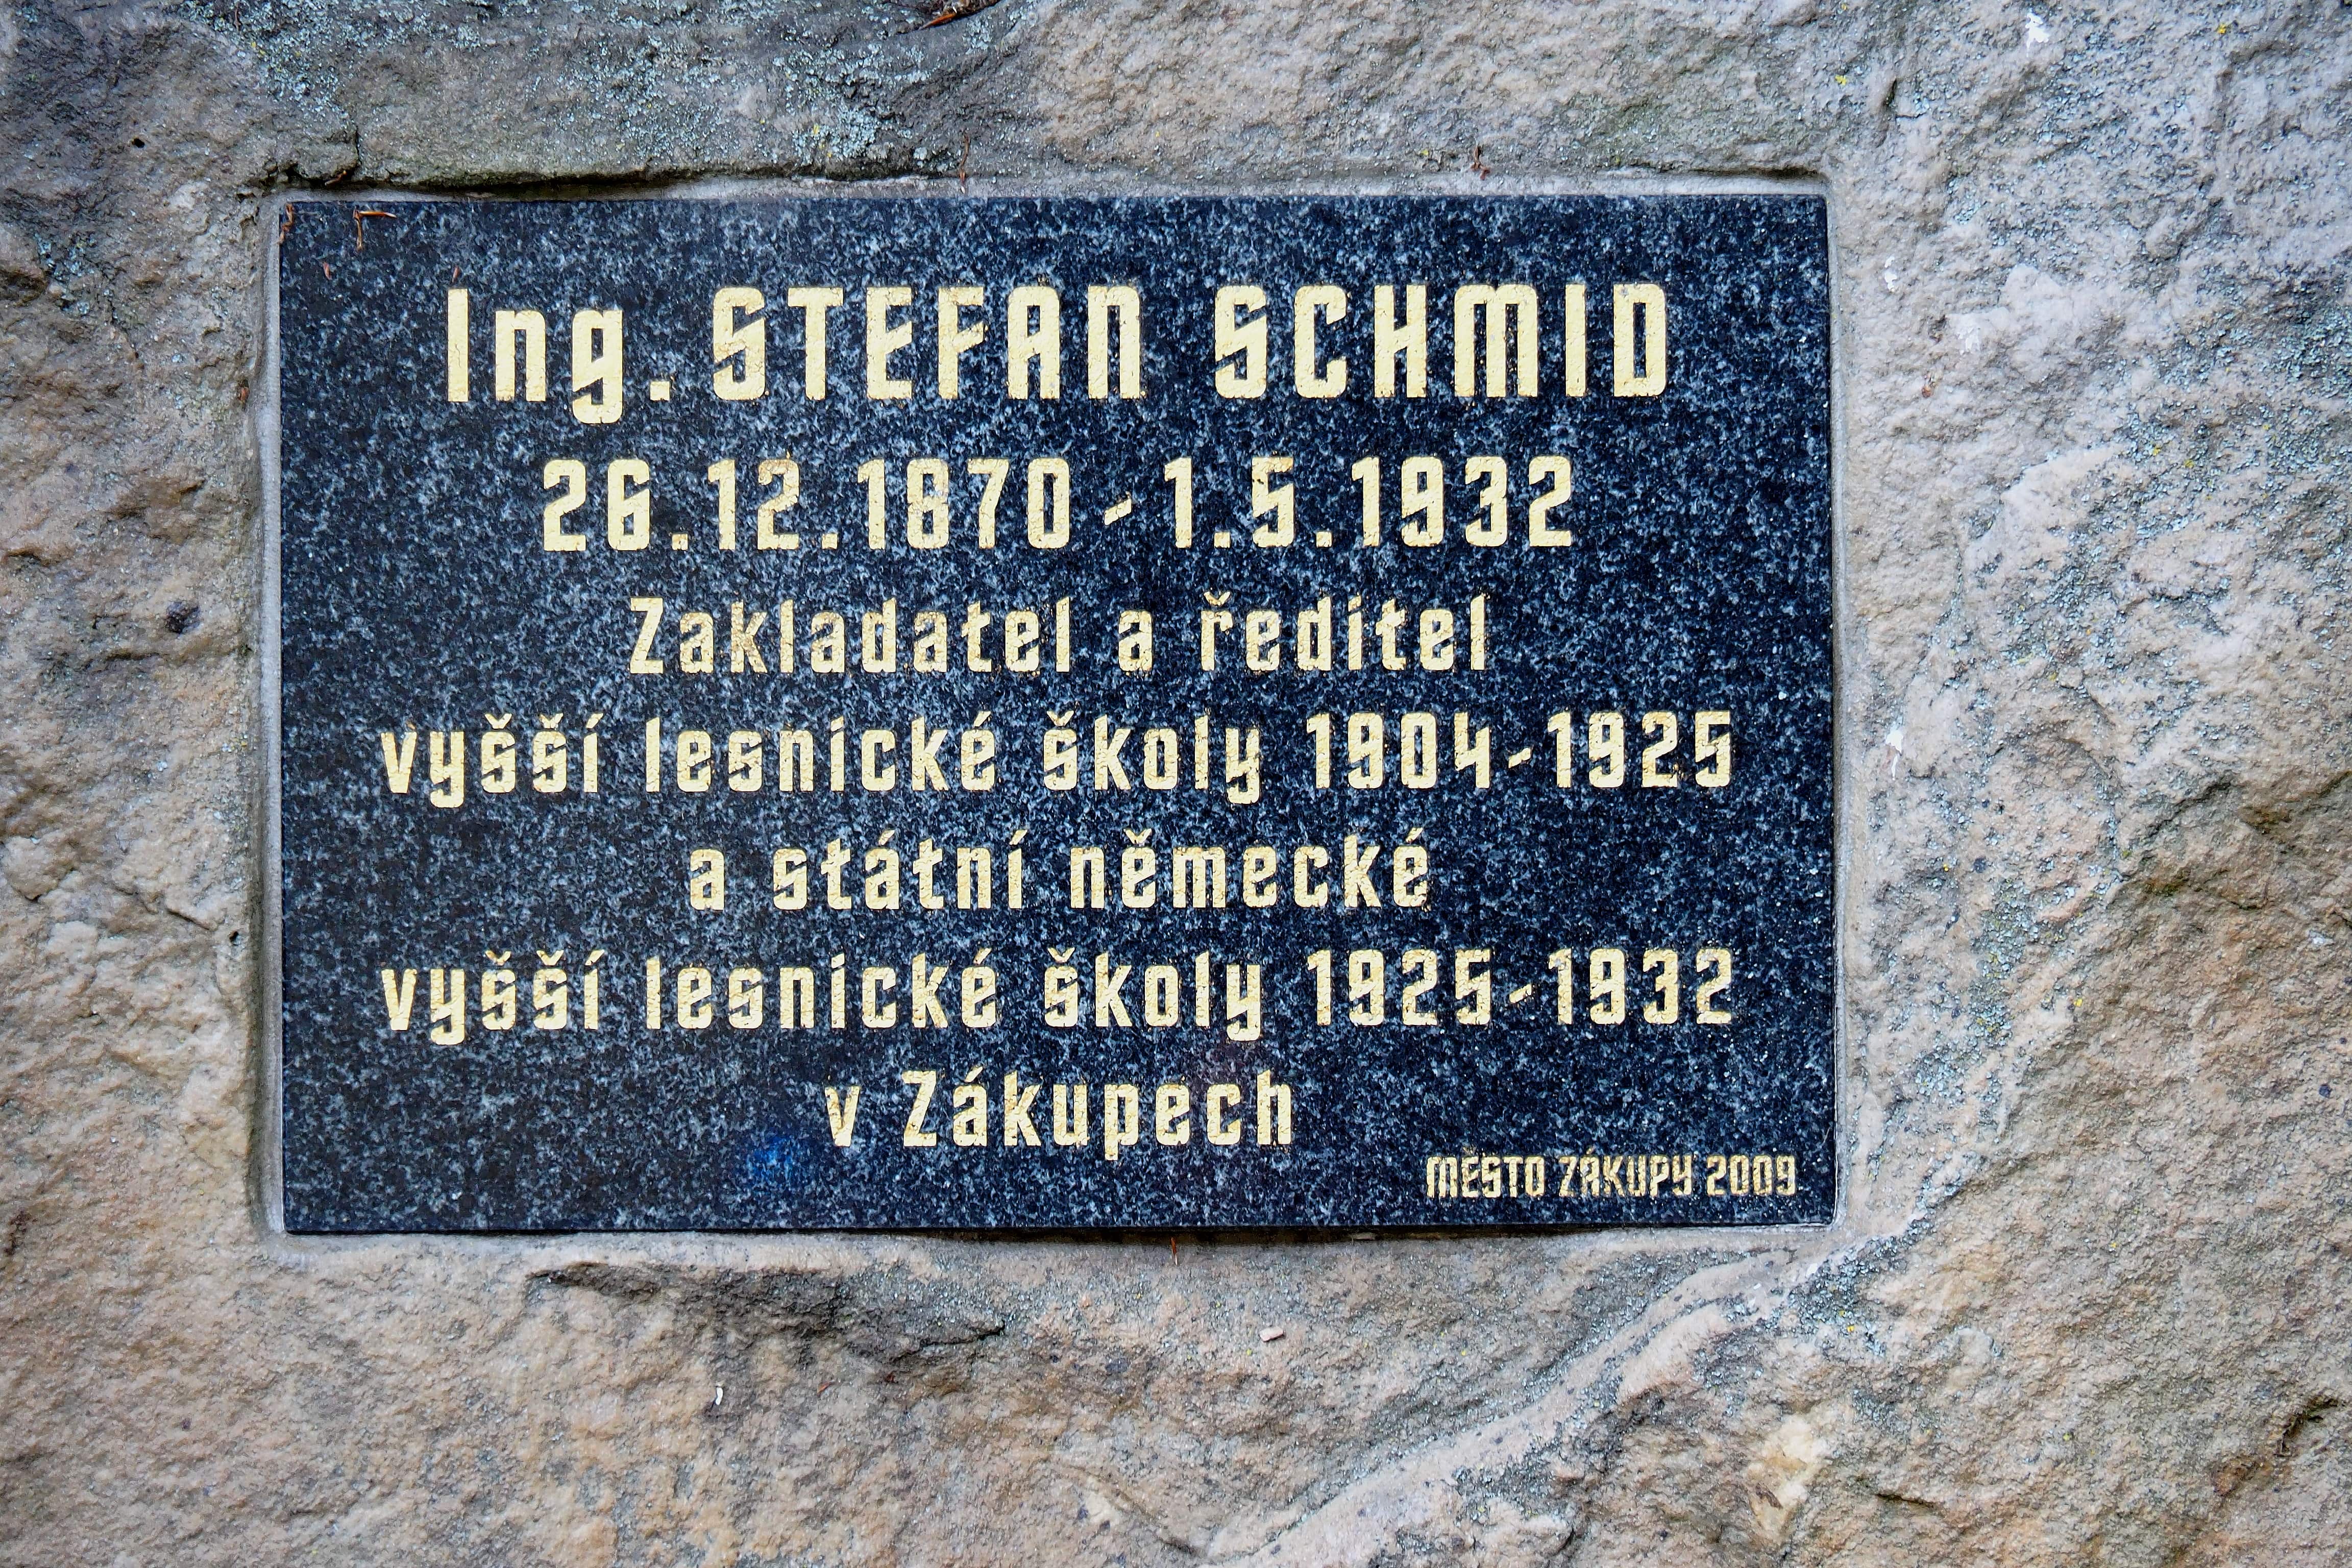 Ing. STEFAN SCHMID
26.12.1870-1.5.1932
Zakladatel a ředitel
vyšší lesnické školy 1904-1925
a státní německé
vyšší lesnické školy 1925-1932
v Zákupech
MĚSTO ZÁKUPY 2009